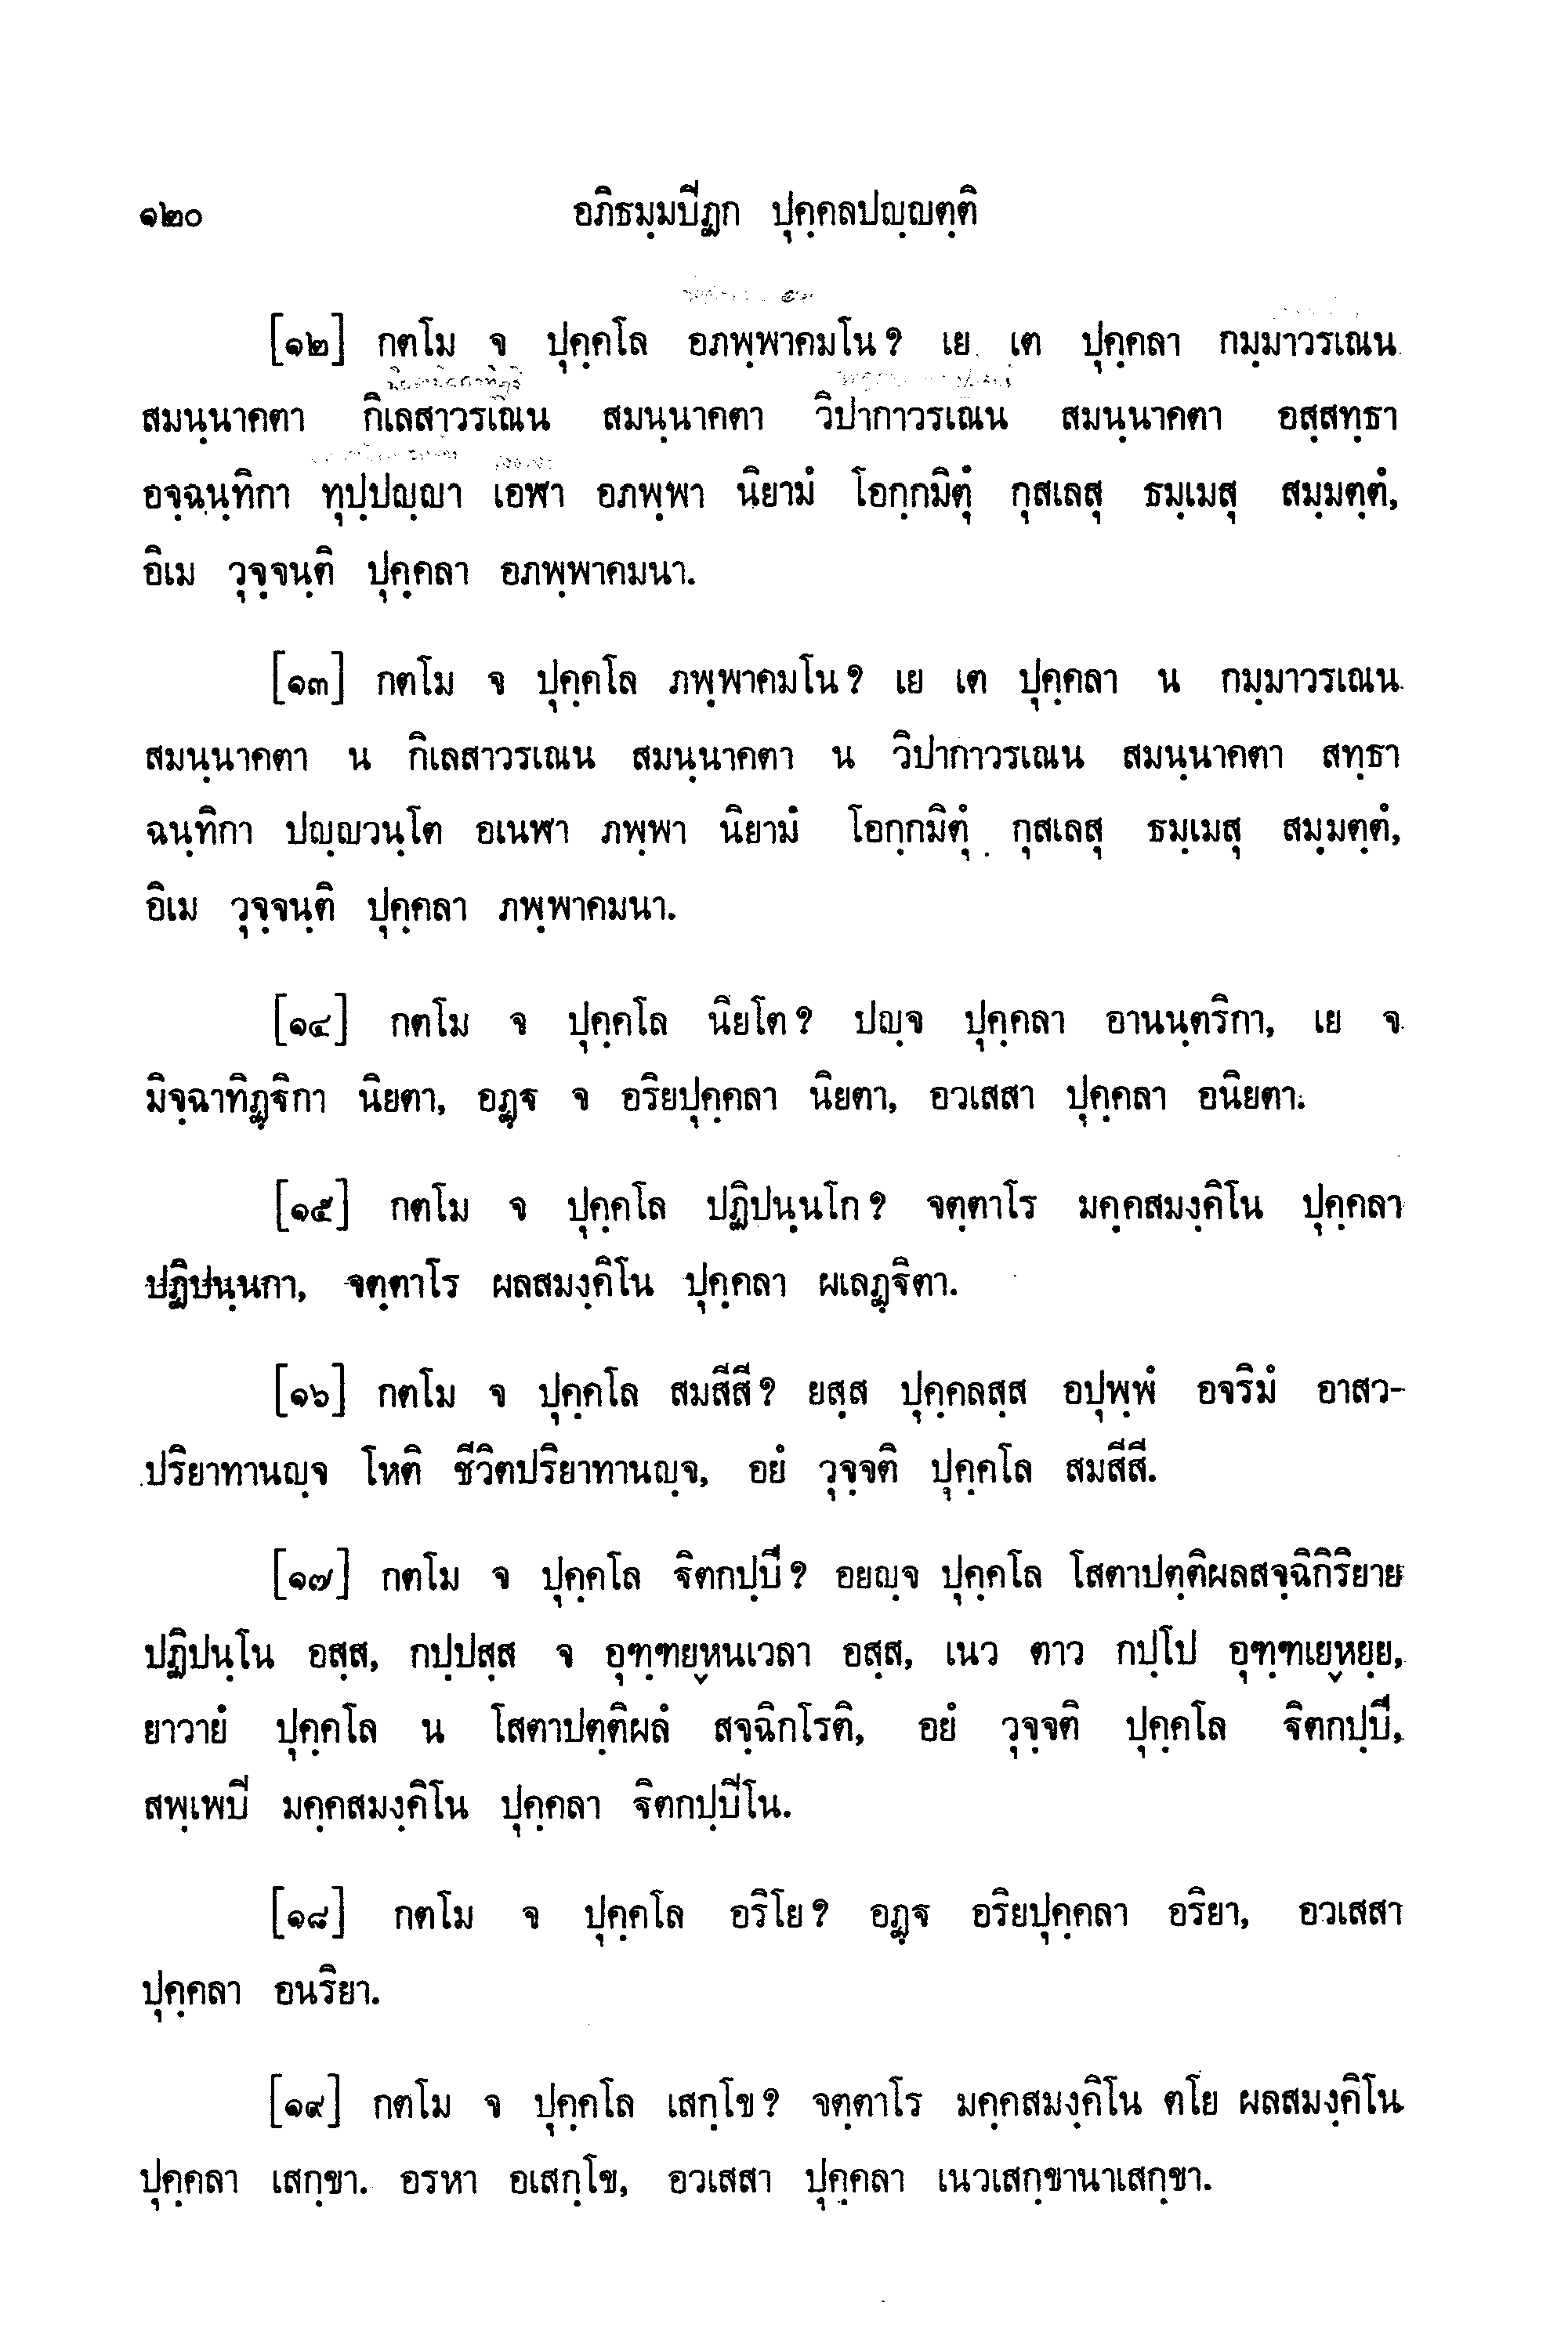 ๑๒๐ อภิธมฺมปิฏก ปุคฺคลปญฺญตฺติ
[๑๒] กตโม จ ปุคฺคโล อภพฺพาคมโน? เย เต ปุคฺคลา กมฺมาวรเณน
สมนฺนาคตา กิเลสาวรเณน สมนฺนาคตา วิปากาวรเณน สมนฺนาคตา อสฺสทฺธา
อจฺฉนฺทิกา ทุปฺปญฺญา เอฬา อภพฺพา นิยามํ โอกฺกมิตุํ กุสเลสุ ธมฺเมสุ สมฺมตฺตํ,
อิเม วุจฺจนฺติ ปุคฺคลา อภพฺพาคมนา.
[๑๓] กตโม จ ปุคฺคโล ภพฺพาคมโน? เย เต ปุคฺคลา น กมฺมาวรเณน
สมนฺนาคตา น กิเลสาวรเณน สมนฺนาคตา น วิปากาวรเณน สมนฺนาคตา สทฺธา
ฉนฺทิกา ปญฺญวนฺโต อเนฬา ภพฺพา นิยามํ โอกฺกมิตุํ กุสเลสุ ธมฺเมสุ สมฺมตฺตํ,
อิเม วุจฺจนฺติ ปุคฺคลา ภพฺพาคมนา.
[๑๔] กตโม จ ปุคฺคโล นิยโต? ปญฺจ ปุคฺคลา อานนฺตริกา, เย จ
มิจฺฉาทิฏฺฐิกา นิยตา, อฏฺฐ จ อริยปุคฺคลา นิยตา, อวเสสา ปุคฺคลา อนิยตา.
[๑๕] กตโม จ ปุคฺคโล ปฏิปนฺนโก? จตฺตาโร มคฺคสมงฺคิโน ปุคฺคลา
ปฏิปนฺนกา, จตฺตาโร ผลสมงฺคิโน ปุคฺคลา ผเลฏฺฐิตา.
[๑๖] กตโม จ ปุคฺคโล สมสีสี? ยสฺส ปุคฺคลสฺส อปุพฺพํ อจริมํ อาสว-
ปริยาทานญฺจ โหติ ชีวิตปริยาทานญฺจ, อยํ วุจฺจติ ปุคฺคโล สมสีสี.
[๑๗] กตโม จ ปุคฺคโล ฐิตกปฺปี? อยญฺจ ปุคฺคโล โสตาปตฺติผลสจฺฉิกิริยาย
ปฏิปนฺโน อสฺส, กปฺปสฺส จ อุฑฺฑยฺหนเวลา อสฺส, เนว ตาว กปฺโป อุฑฺฑเยฺหยฺย,
ยาวายํ ปุคฺคโล น โสตาปตฺติผลํ สจฺฉิกโรติ, อยํ วุจฺจติ ปุคฺคโล ฐิตกปฺปี,
สพฺเพปิ มคฺคสมงฺคิโน ปุคฺคลา ฐิตกปฺปิโน.
[๑๘] กตโม จ ปุคฺคโล อริโย? อฏฺฐ อริยปุคฺคลา อริยา, อวเสสา
ปุคฺคลา อนริยา.
[๑๙] กตโม จ ปุคฺคโล เสกฺโข? จตฺตาโร มคฺคสมงฺคิโน ตโย ผลสมงฺคิโน
ปุคฺคลา เสกฺขา. อรหา อเสกฺโข, อวเสสา ปุคฺคลา เนวเสกฺขานาเสกฺขา.